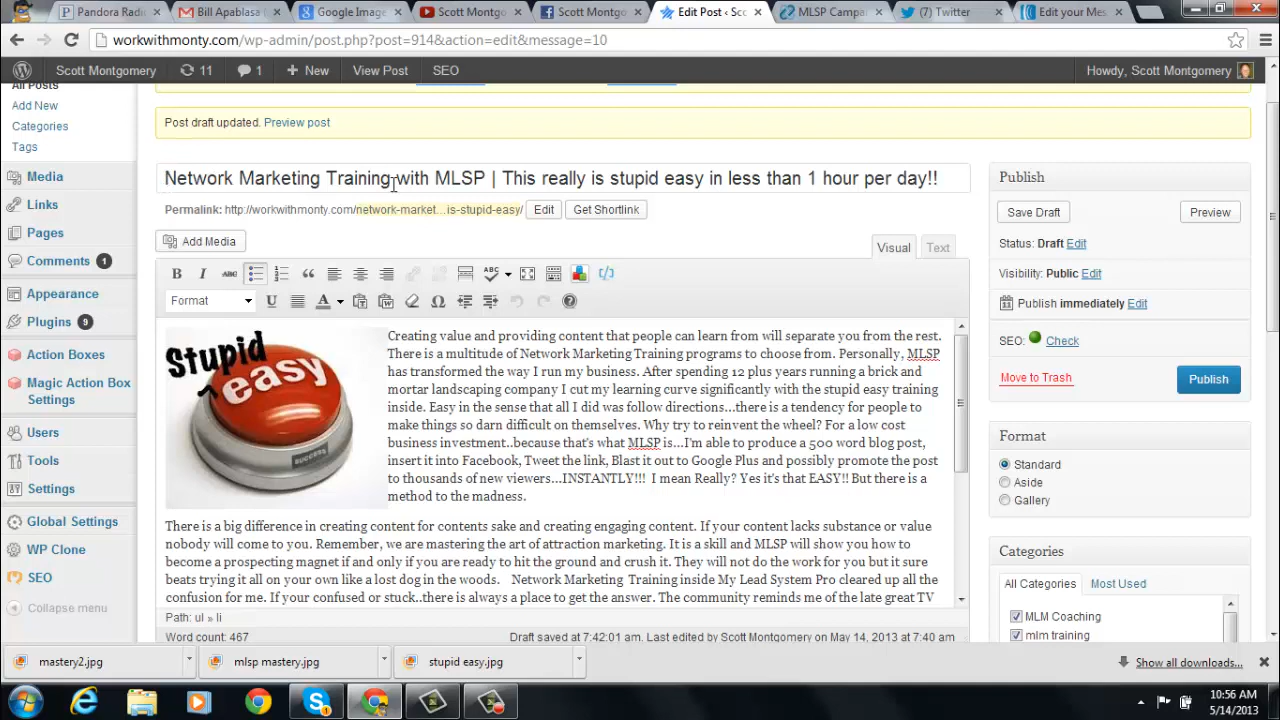 Pandora Radi
Bill Apablasa (
Google Image
Scott Montgo
Scott Montgo
Edit Post ‹ Sc
MLSP Campa
(7) Twitter
Edit your Mes
workwithmonty.com/wp-admin/post.php?post=914&action=edit&message=10
Scott Montgomery 11 1 + New View Post SEO Howdy, Scott Montgomery
All Posts
Add New
Categories
Tags
Media
Links
Pages
Comments 1
Appearance
Plugins 9
Action Boxes
Magic Action Box
Settings
Users
Tools
Settings
Global Settings
WP Clone
SEO
Collapse menu
Post draft updated. Preview post
Network Marketing Training with MLSP | This really is stupid easy in less than 1 hour per day!!
Permalink: http://workwithmonty.com/network-market…is-stupid-easy/ Edit Get Shortlink
Add Media
Visual Text
B I ABC ABC
Format U A Ω
Stupid
easy
SUCCESS
Creating value and providing content that people can learn from will separate you from the rest.
There is a multitude of Network Marketing Training programs to choose from. Personally, MLSP
has transformed the way I run my business. After spending 12 plus years running a brick and
mortar landscaping company I cut my learning curve significantly with the stupid easy training
inside. Easy in the sense that all I did was follow directions...there is a tendency for people to
make things so darn difficult on themselves. Why try to reinvent the wheel? For a low cost
business investment..because that's what MLSP is...I'm able to produce a 500 word blog post,
insert it into Facebook, Tweet the link, Blast it out to Google Plus and possibly promote the post
to thousands of new viewers...INSTANTLY!!! I mean Really? Yes it's that EASY!! But there is a
method to the madness.
There is a big difference in creating content for contents sake and creating engaging content. If your content lacks substance or value
nobody will come to you. Remember, we are mastering the art of attraction marketing. It is a skill and MLSP will show you how to
become a prospecting magnet if and only if you are ready to hit the ground and crush it. They will not do the work for you but it sure
beats trying it all on your own like a lost dog in the woods. Network Marketing Training inside My Lead System Pro cleared up all the
confusion for me. If your confused or stuck..there is always a place to get the answer. The community reminds me of the late great TV
Path: ul » li
Word count: 467 Draft saved at 7:42:01 am. Last edited by Scott Montgomery on May 14, 2013 at 7:40 am
Publish
Save Draft Preview
Status: Draft Edit
Visibility: Public Edit
Publish immediately Edit
SEO: Check
Move to Trash Publish
Format
Standard
Aside
Gallery
Categories
All Categories Most Used
MLM Coaching
mlm training
mastery2.jpg
mlsp mastery.jpg
stupid easy.jpg
Show all downloads...
10:56 AM
5/14/2013